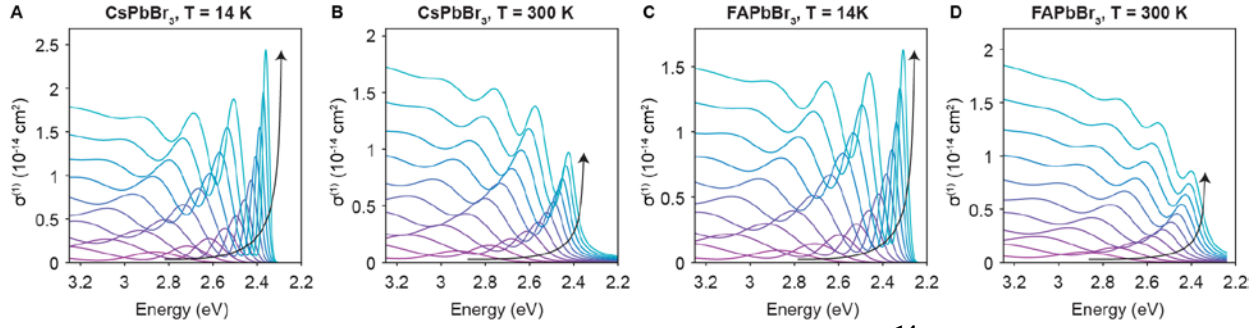 A CsPbBr₃, T = 14 K
2.5
2
1.5
1
0.5
0
σ⁽¹⁾ (10⁻¹⁴ cm²)
3.2 3 2.8 2.6 2.4 2.2
Energy (eV)
B CsPbBr₃, T = 300 K
2
1.5
1
0.5
0
σ⁽¹⁾ (10⁻¹⁴ cm²)
3.2 3 2.8 2.6 2.4 2.2
Energy (eV)
C FAPbBr₃, T = 14K
1.5
1
0.5
0
σ⁽¹⁾ (10⁻¹⁴ cm²)
3.2 3 2.8 2.6 2.4 2.2
Energy (eV)
D FAPbBr₃, T = 300 K
2
1.5
1
0.5
0
σ⁽¹⁾ (10⁻¹⁴ cm²)
3.2 3 2.8 2.6 2.4 2.2
Energy (eV)